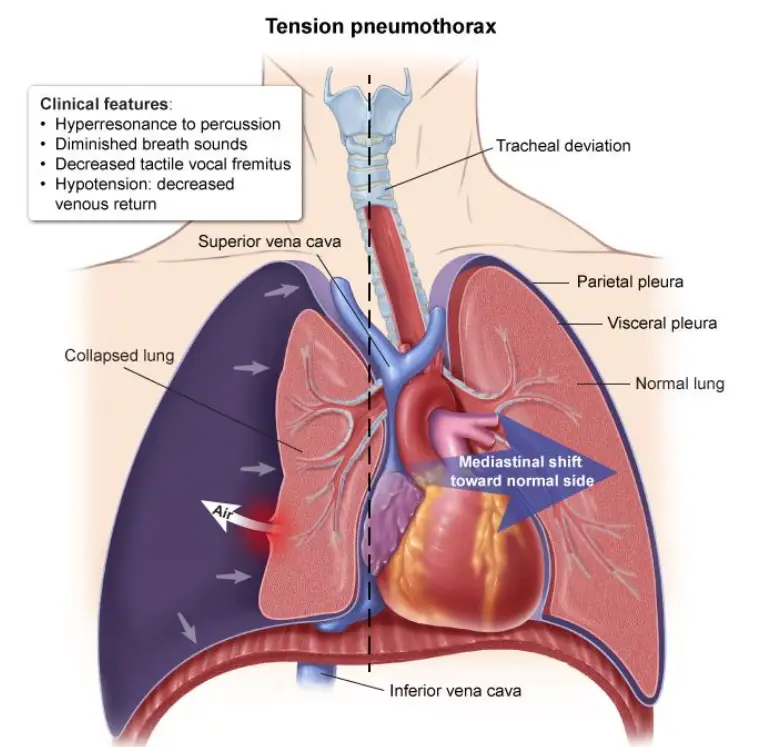 Tension pneumothorax
Clinical features:
• Hyperresonance to percussion
• Diminished breath sounds
• Decreased tactile vocal fremitus
• Hypotension: decreased
venous return
Tracheal deviation
Superior vena cava
Parietal pleura
Visceral pleura
Collapsed lung
Normal lung
Mediastinal shift
toward normal side
Air
Inferior vena cava